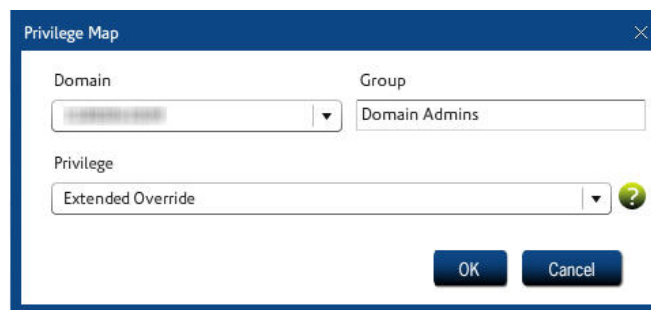 Privilege Map
Domain
Group
Domain Admins
Privilege
Extended Override
?
OK
Cancel